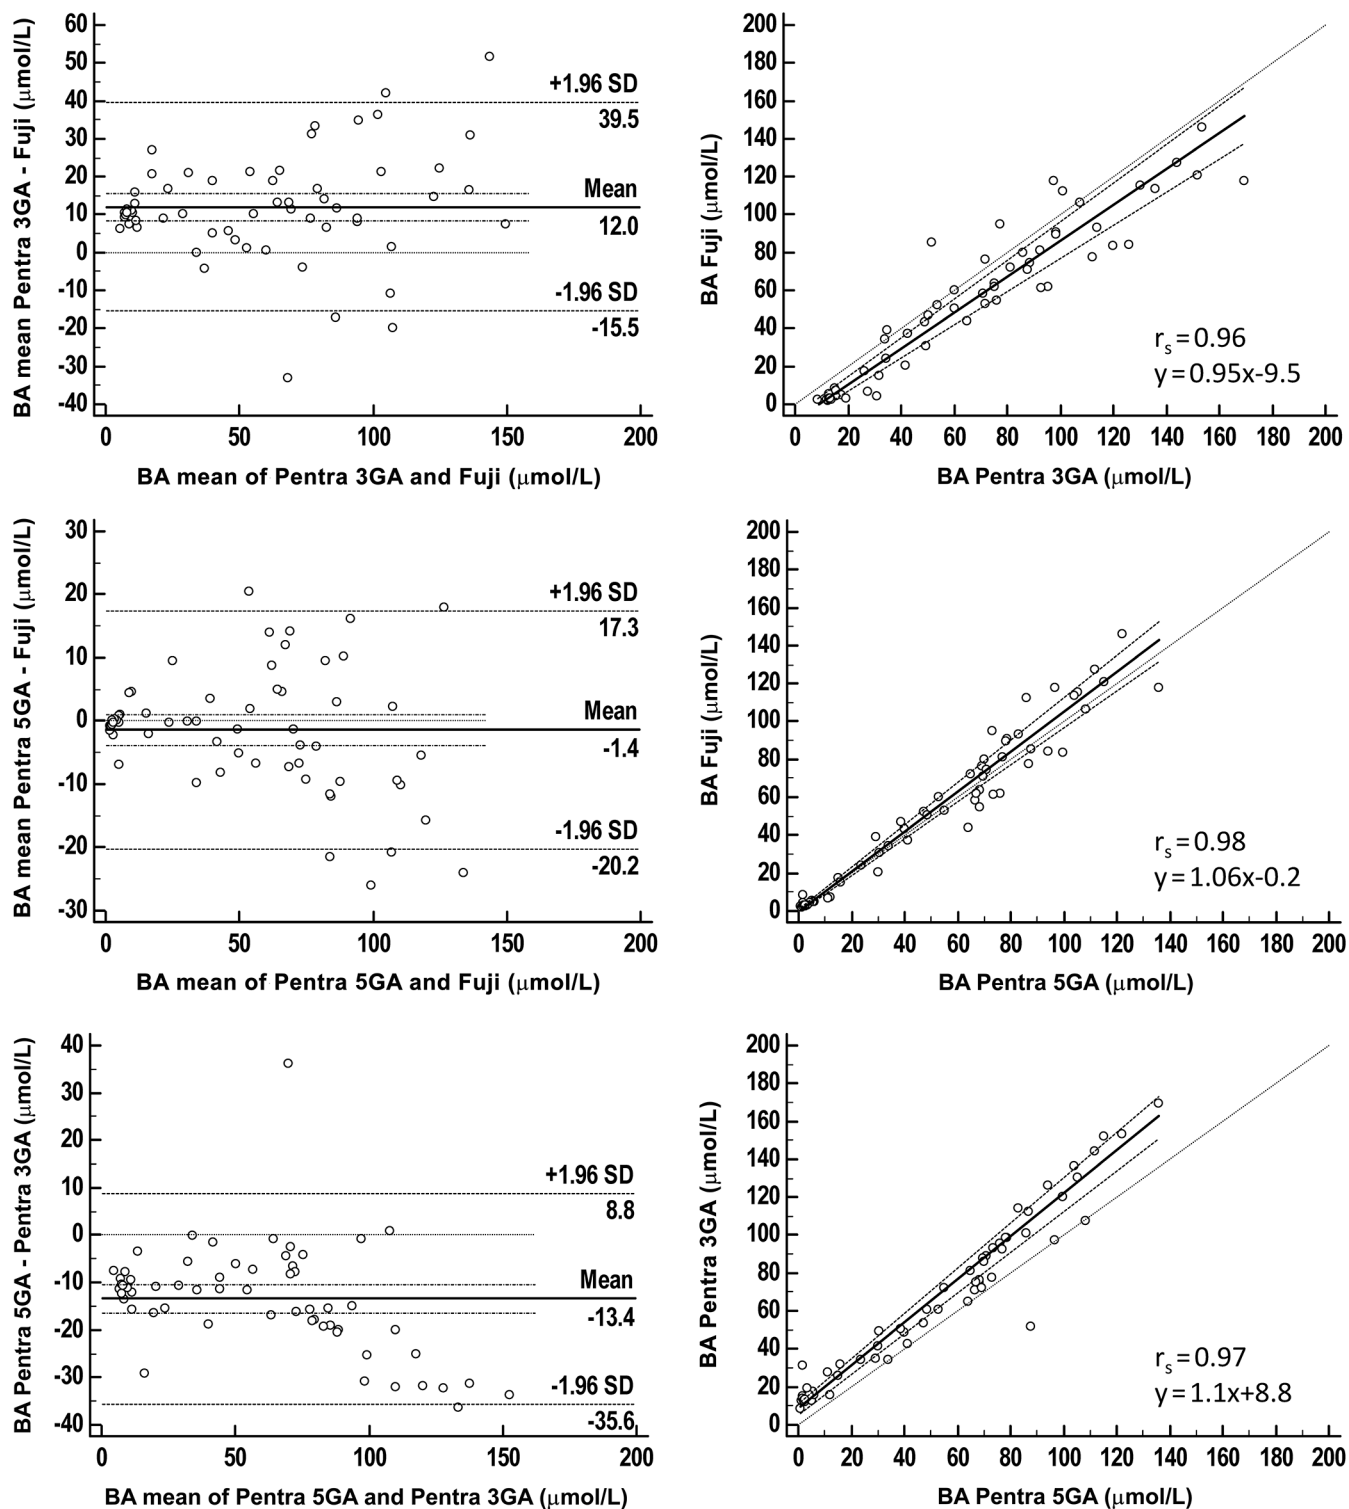 BA mean Pentra 3GA - Fuji (μmol/L)
60
50
40
30
20
10
0
-10
-20
-30
-40
+1.96 SD
39.5
Mean
12.0
-1.96 SD
-15.5
0 50 100 150 200
BA mean of Pentra 3GA and Fuji (μmol/L)
BA Fuji (μmol/L)
200
180
160
140
120
100
80
60
40
20
0
rs=0.96
y=0.95x-9.5
0 20 40 60 80 100 120 140 160 180 200
BA Pentra 3GA (μmol/L)
BA mean Pentra 5GA - Fuji (μmol/L)
30
20
10
0
-10
-20
-30
+1.96 SD
17.3
Mean
-1.4
-1.96 SD
-20.2
0 50 100 150 200
BA mean of Pentra 5GA and Fuji (μmol/L)
BA Fuji (μmol/L)
200
180
160
140
120
100
80
60
40
20
0
rs=0.98
y=1.06x-0.2
0 20 40 60 80 100 120 140 160 180 200
BA Pentra 5GA (μmol/L)
BA Pentra 5GA - Pentra 3GA (μmol/L)
40
30
20
10
0
-10
-20
-30
-40
+1.96 SD
8.8
Mean
-13.4
-1.96 SD
-35.6
0 50 100 150 200
BA mean of Pentra 5GA and Pentra 3GA (μmol/L)
BA Pentra 3GA (μmol/L)
200
180
160
140
120
100
80
60
40
20
0
rs=0.97
y=1.1x+8.8
0 20 40 60 80 100 120 140 160 180 200
BA Pentra 5GA (μmol/L)